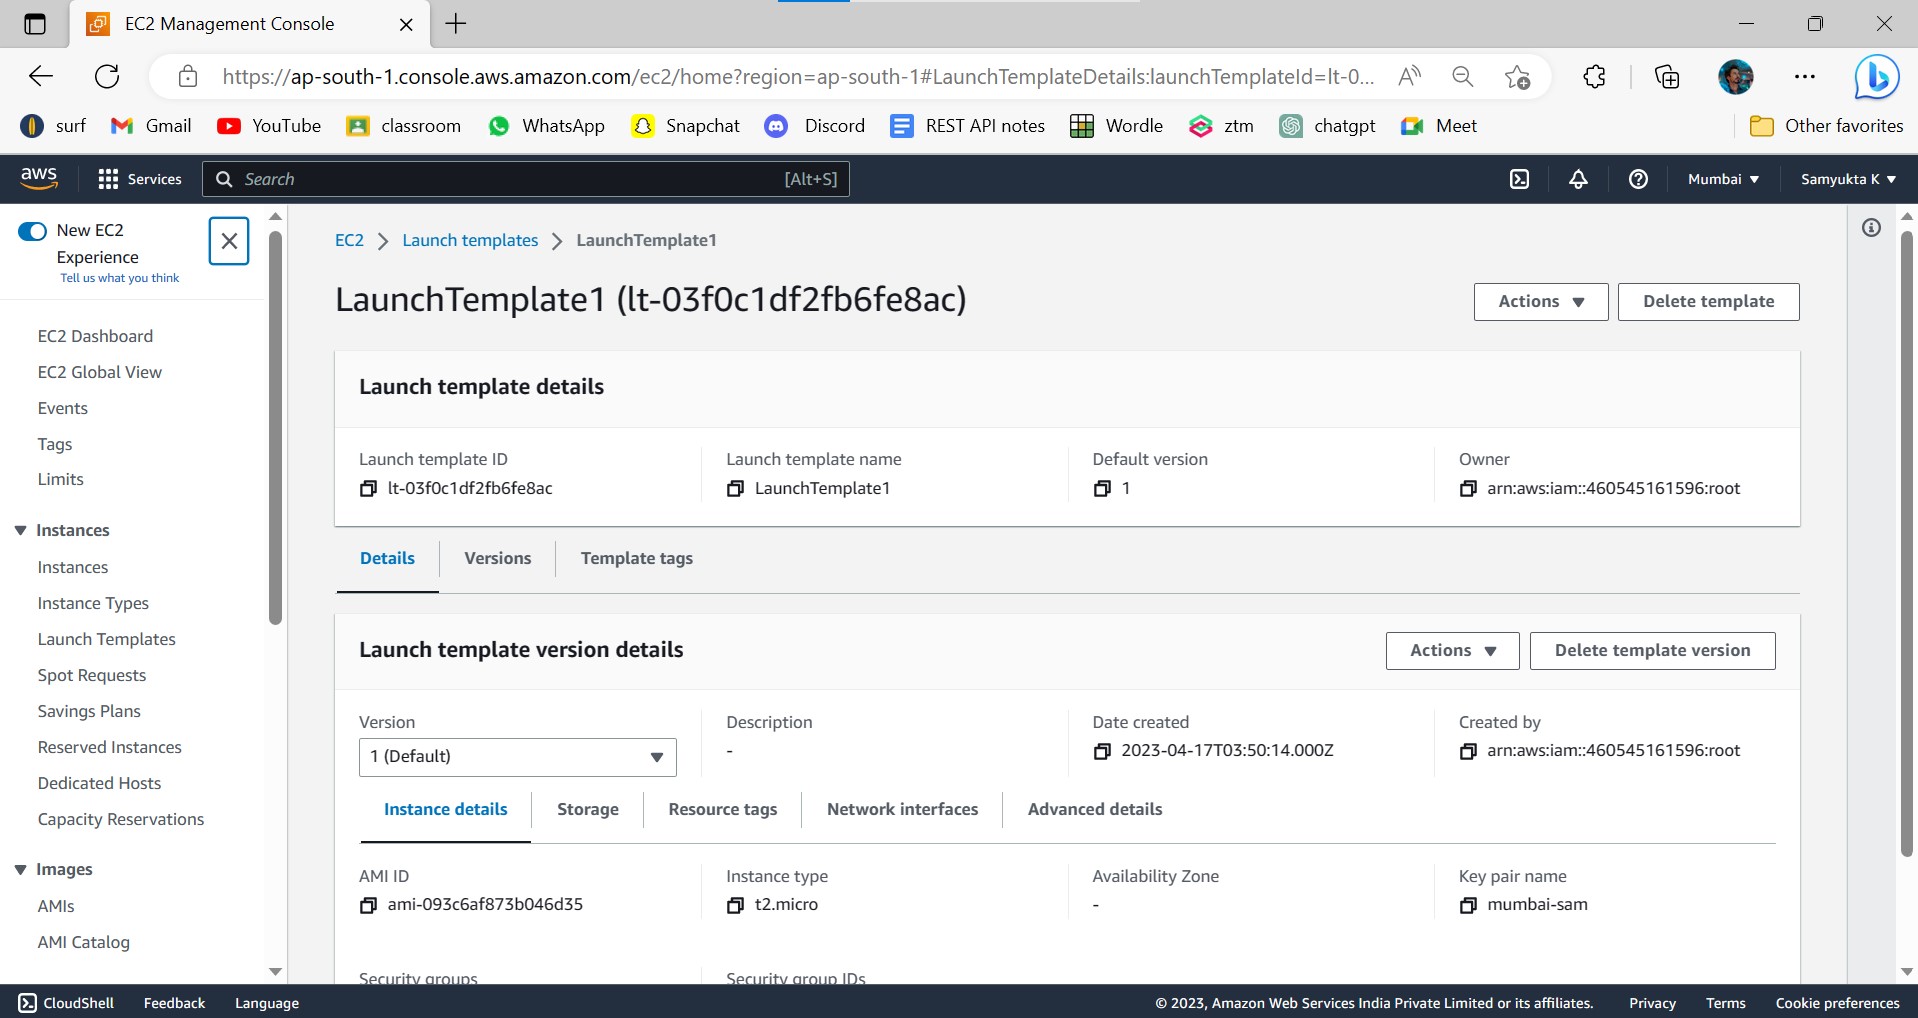 EC2 Management Console
https://ap-south-1.console.aws.amazon.com/ec2/home?region=ap-south-1#LaunchTemplateDetails:launchTemplateId=lt-0...
surf Gmail YouTube classroom WhatsApp Snapchat Discord REST API notes Wordle ztm chatgpt Meet Other favorites
aws Services Search [Alt+S] Mumbai Samyukta K
New EC2
Experience
Tell us what you think
EC2 Dashboard
EC2 Global View
Events
Tags
Limits
Instances
Instances
Instance Types
Launch Templates
Spot Requests
Savings Plans
Reserved Instances
Dedicated Hosts
Capacity Reservations
Images
AMIs
AMI Catalog
EC2 Launch templates LaunchTemplate1
LaunchTemplate1 (lt-03f0c1df2fb6fe8ac) Actions Delete template
Launch template details
Launch template ID Launch template name Default version Owner
lt-03f0c1df2fb6fe8ac LaunchTemplate1 1 arn:aws:iam::460545161596:root
Details Versions Template tags
Launch template version details Actions Delete template version
Version Description Date created Created by
1 (Default) - 2023-04-17T03:50:14.000Z arn:aws:iam::460545161596:root
Instance details Storage Resource tags Network interfaces Advanced details
AMI ID Instance type Availability Zone Key pair name
ami-093c6af873b046d35 t2.micro - mumbai-sam
Security groups Security group IDs
CloudShell Feedback Language © 2023, Amazon Web Services India Private Limited or its affiliates. Privacy Terms Cookie preferences